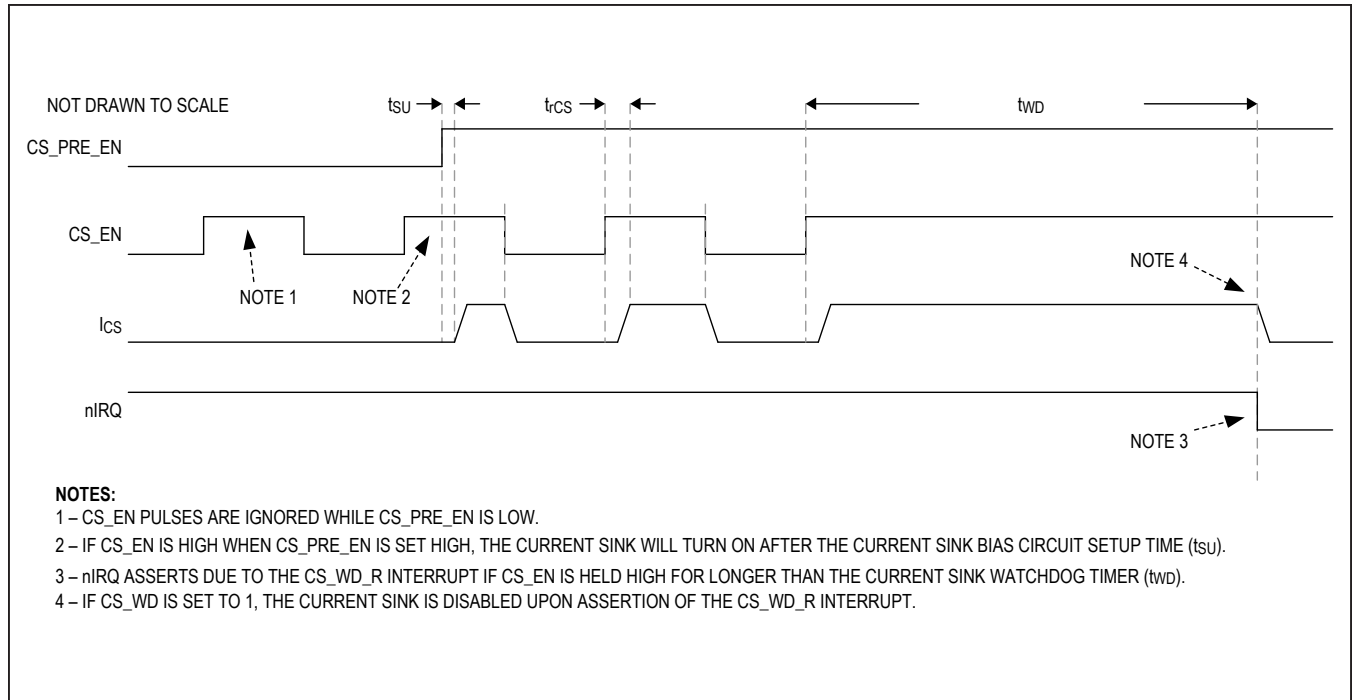 NOT DRAWN TO SCALE
tSU
trCS
tWD
CS_PRE_EN
CS_EN
NOTE 1
NOTE 2
NOTE 4
ICS
nIRQ
NOTE 3
NOTES:
1 – CS_EN PULSES ARE IGNORED WHILE CS_PRE_EN IS LOW.
2 – IF CS_EN IS HIGH WHEN CS_PRE_EN IS SET HIGH, THE CURRENT SINK WILL TURN ON AFTER THE CURRENT SINK BIAS CIRCUIT SETUP TIME (tSU).
3 – nIRQ ASSERTS DUE TO THE CS_WD_R INTERRUPT IF CS_EN IS HELD HIGH FOR LONGER THAN THE CURRENT SINK WATCHDOG TIMER (tWD).
4 – IF CS_WD IS SET TO 1, THE CURRENT SINK IS DISABLED UPON ASSERTION OF THE CS_WD_R INTERRUPT.